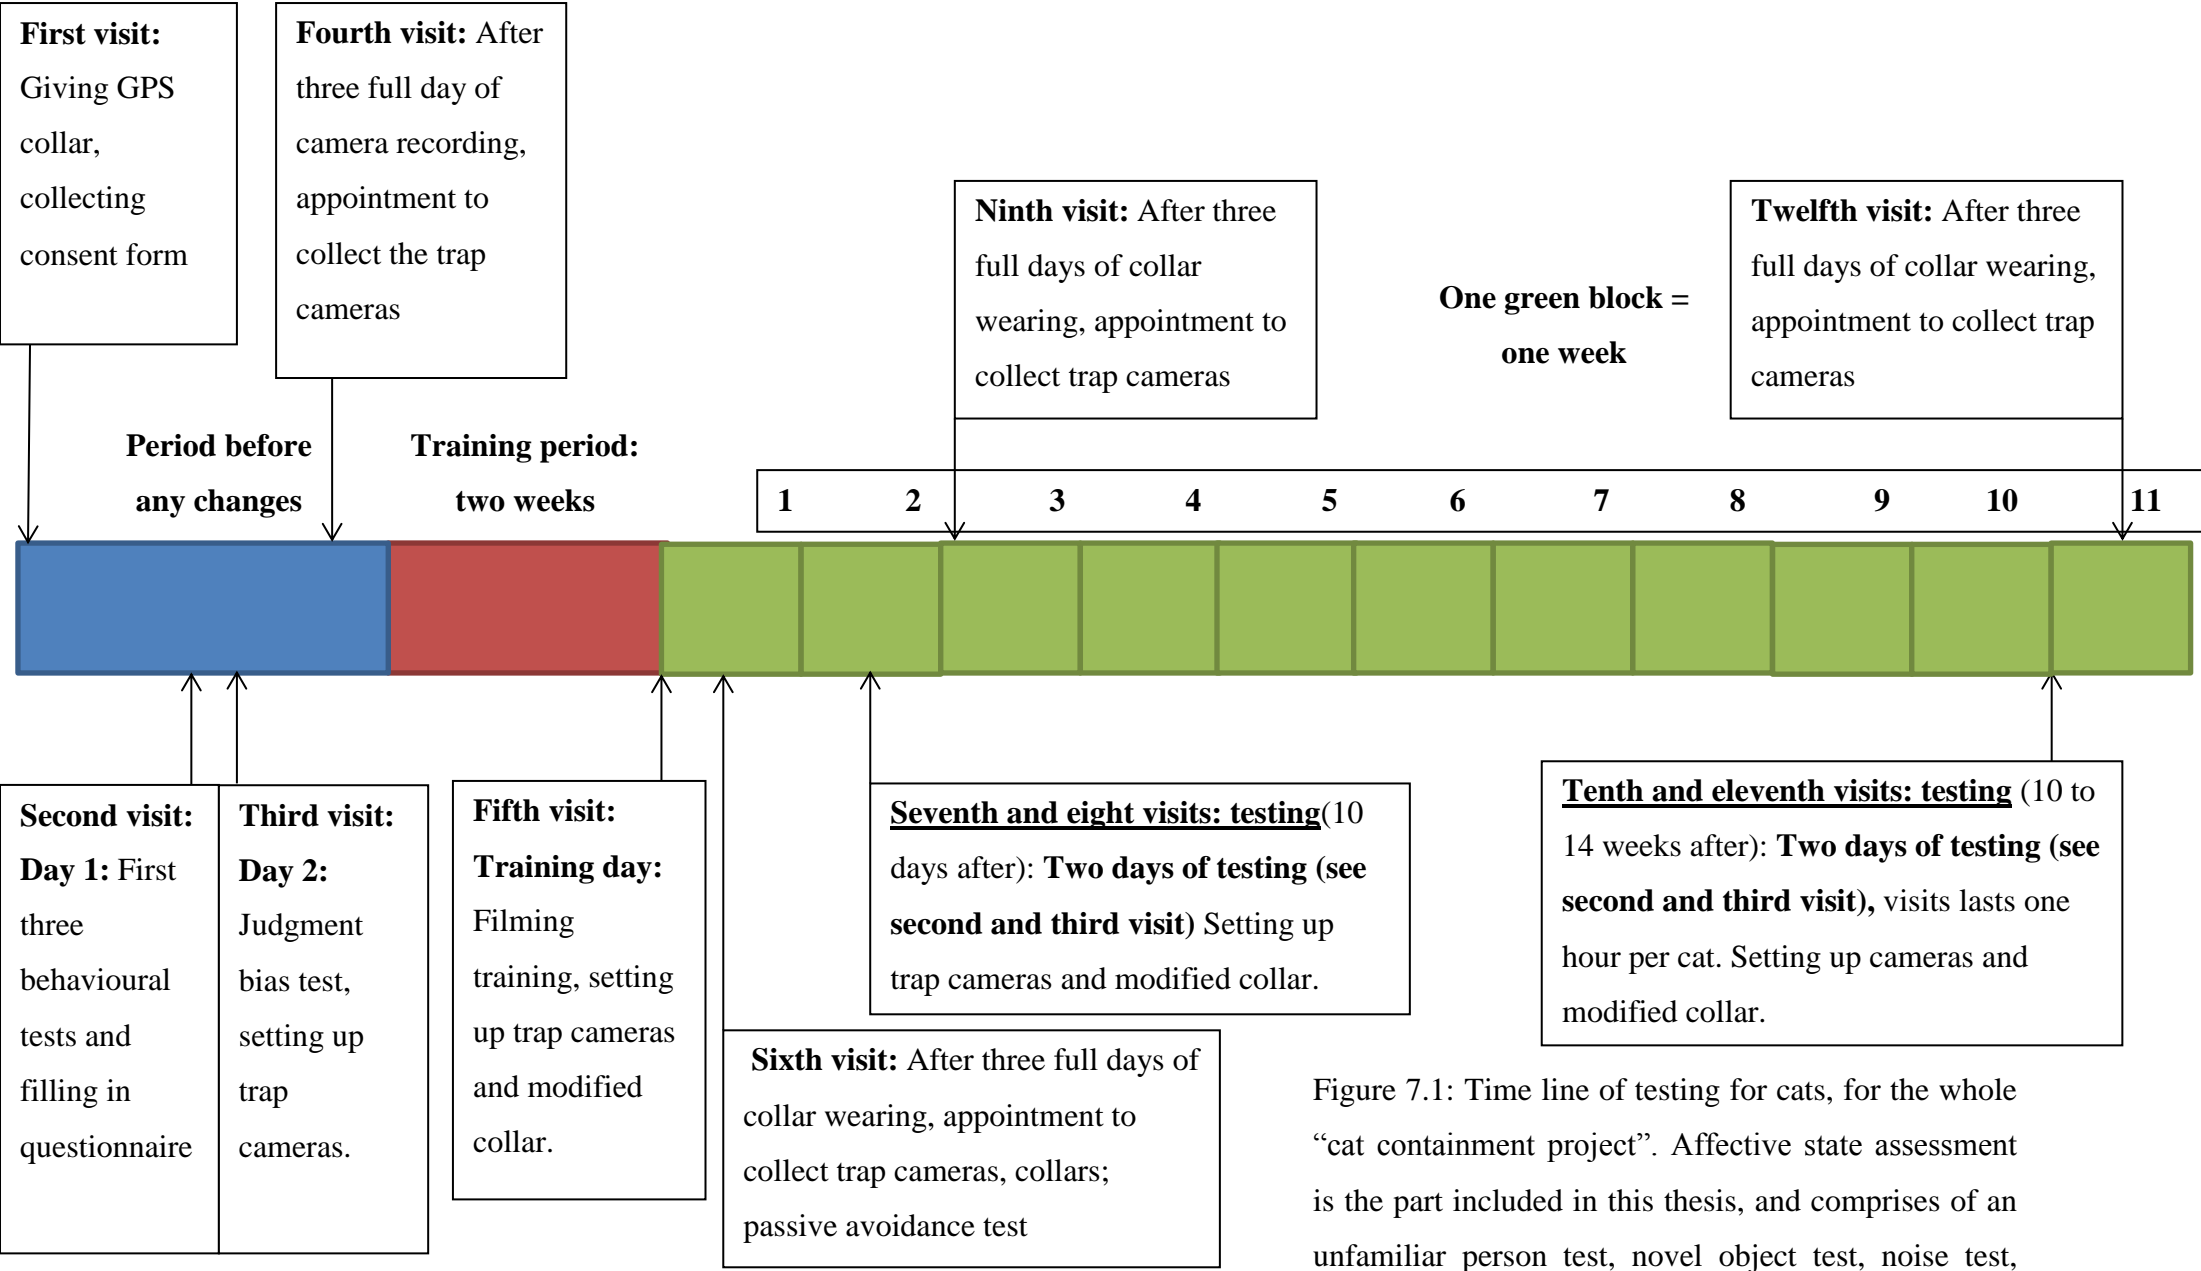 First visit:
Giving GPS
collar,
collecting
consent form
Fourth visit: After
three full day of
camera recording,
appointment to
collect the trap
cameras
Ninth visit: After three
full days of collar
wearing, appointment to
collect trap cameras
One green block =
one week
Twelfth visit: After three
full days of collar wearing,
appointment to collect trap
cameras
Period before
any changes
Training period:
two weeks
1 2 3 4 5 6 7 8 9 10 11
Second visit:
Day 1: First
three
behavioural
tests and
filling in
questionnaire
Third visit:
Day 2:
Judgment
bias test,
setting up
trap
cameras.
Fifth visit:
Training day:
Filming
training, setting
up trap cameras
and modified
collar.
Sixth visit: After three full days of
collar wearing, appointment to
collect trap cameras, collars;
passive avoidance test
Seventh and eight visits: testing(10
days after): Two days of testing (see
second and third visit) Setting up
trap cameras and modified collar.
Tenth and eleventh visits: testing (10 to
14 weeks after): Two days of testing (see
second and third visit), visits lasts one
hour per cat. Setting up cameras and
modified collar.
Figure 7.1: Time line of testing for cats, for the whole
“cat containment project”. Affective state assessment
is the part included in this thesis, and comprises of an
unfamiliar person test, novel object test, noise test,